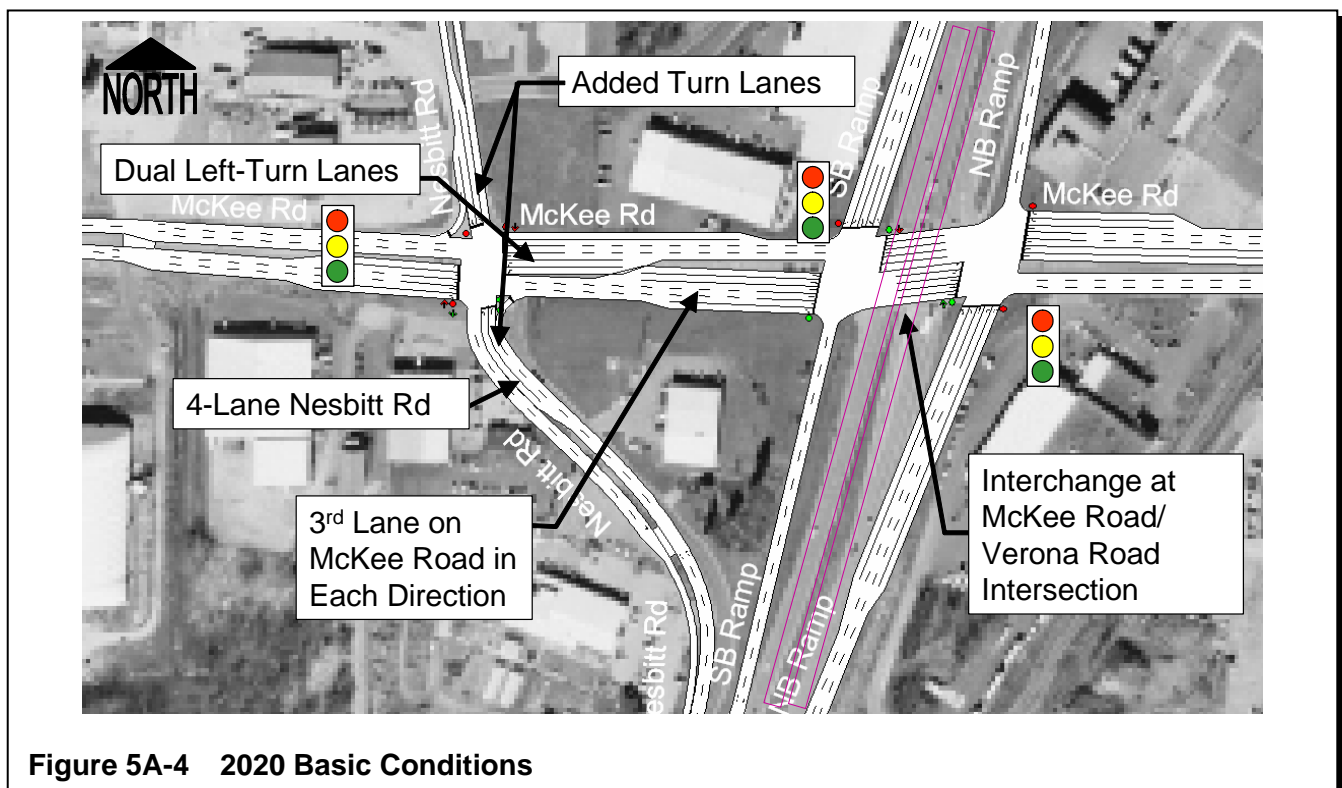 NORTH
Nesbitt Rd
Added Turn Lanes
SB Ramp
NB Ramp
Dual Left-Turn Lanes
McKee Rd
McKee Rd
McKee Rd
4-Lane Nesbitt Rd
Nesbitt Rd
3rd Lane on
McKee Road in
Each Direction
Interchange at
McKee Road/
Verona Road
Intersection
Nesbitt Rd
SB Ramp
NB Ramp
Figure 5A-4 2020 Basic Conditions